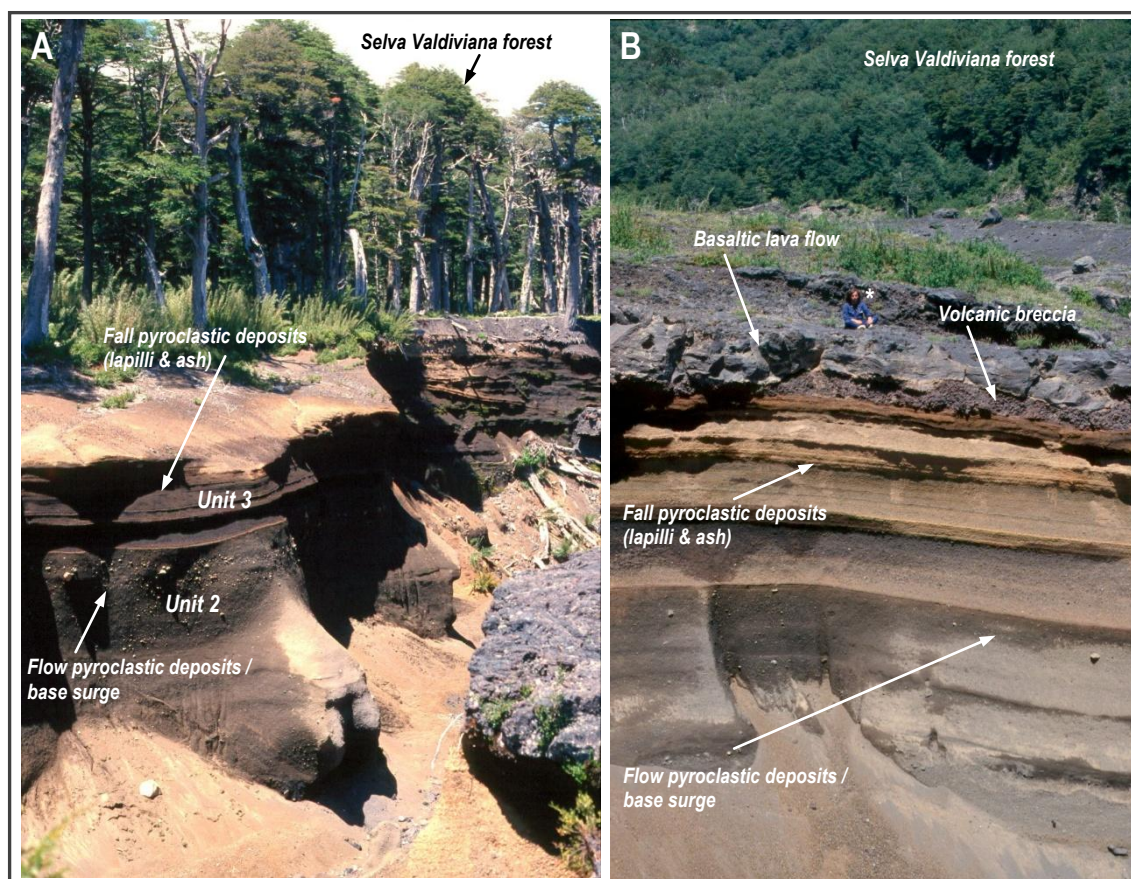 A
Selva Valdiviana forest
Fall pyroclastic deposits
(lapilli & ash)
Unit 3
Unit 2
Flow pyroclastic deposits /
base surge
B
Selva Valdiviana forest
Basaltic lava flow
*
Volcanic breccia
Fall pyroclastic deposits
(lapilli & ash)
Flow pyroclastic deposits /
base surge